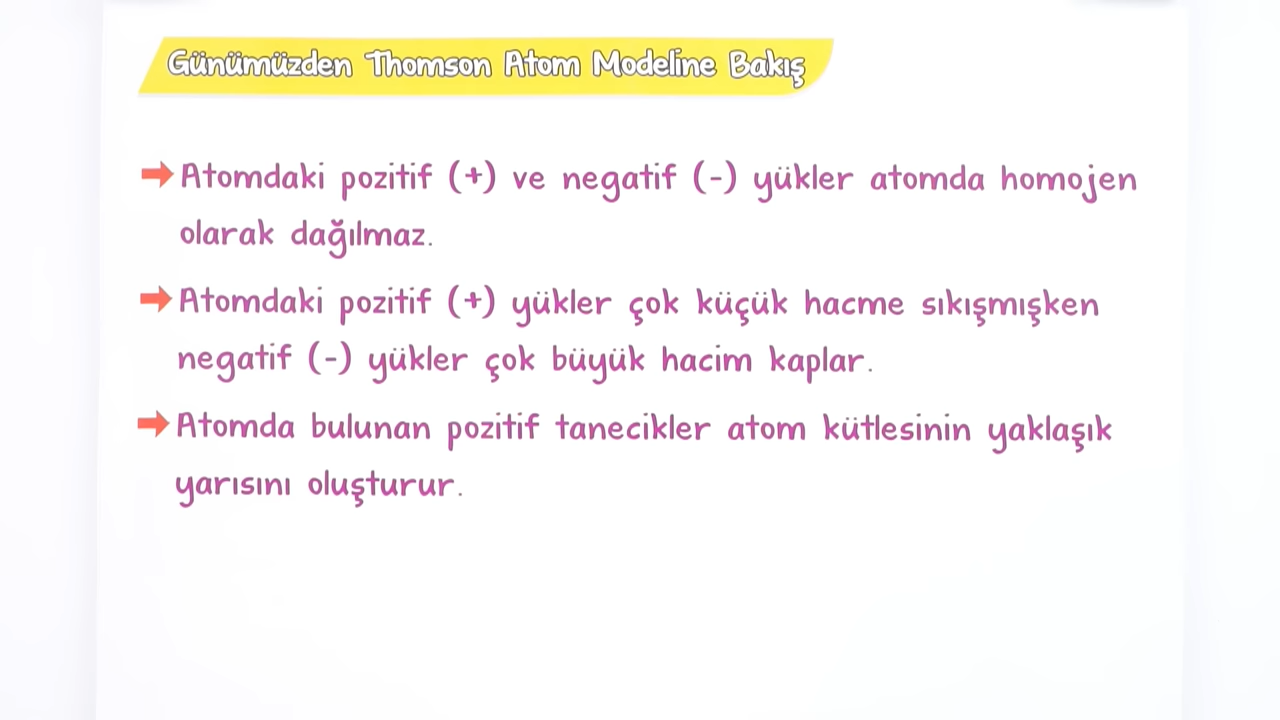 Günümüzden Thomson Atom Modeline Bakış
Atomdaki pozitif (+) ve negatif (-) yükler atomda homojen
olarak dağılmaz.
Atomdaki pozitif (+) yükler çok küçük hacme sıkışmışken
negatif (-) yükler çok büyük hacim kaplar.
Atomda bulunan pozitif tanecikler atom kütlesinin yaklaşık
yarısını oluşturur.